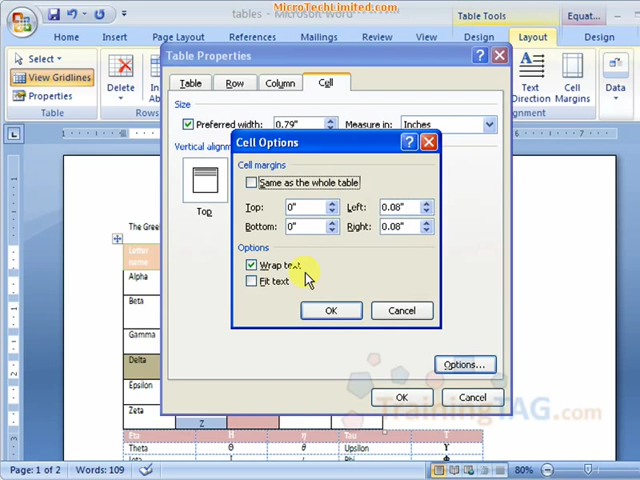 MicroTechLimited.com
tables - Microsoft Word
Table Tools
Equat...
Home
Insert
Page Layout
References
Mailings
Review
View
Design
Layout
Design
Select
View Gridlines
Properties
Table
Delete
Rows
Text
Direction
Cell
Margins
Data
Table Properties
Table
Row
Column
Cell
Size
Preferred width: 0.79" Measure in: Inches
Vertical alignm
Top
Cell Options
Cell margins
Same as the whole table
Top: 0" Left: 0.08"
Bottom: 0" Right: 0.08"
Options
Wrap text
Fit text
OK Cancel
Options...
OK Cancel
The Gree
Letter
name
Alpha
Beta
Gamma
Delta
Epsilon
Zeta Z
Eta H η Tau T
Theta Θ θ Upsilon Υ
Iota I ι Phi Φ
TrainingTAG.com
Page: 1 of 2 Words: 109 80%